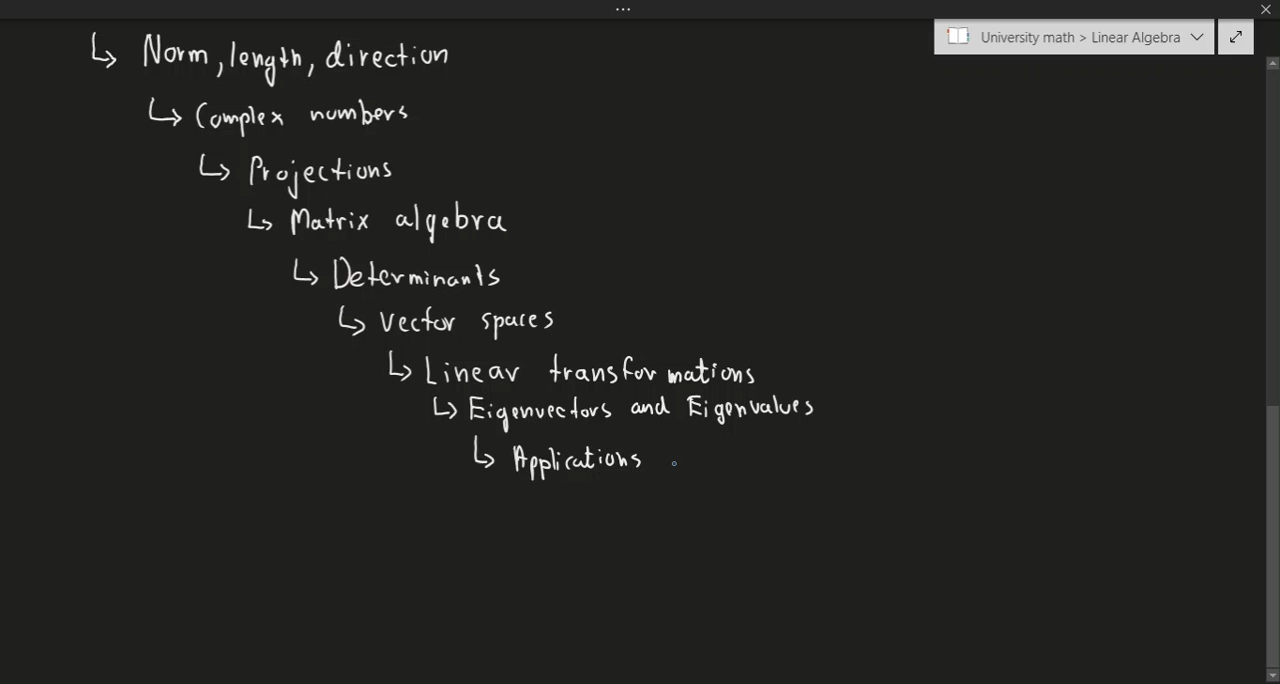 University math > Linear Algebra
↳ Norm, length, direction
↳ Complex numbers
↳ Projections
↳ Matrix algebra
↳ Determinants
↳ Vector spaces
↳ Linear transformations
↳ Eigenvectors and Eigenvalues
↳ Applications